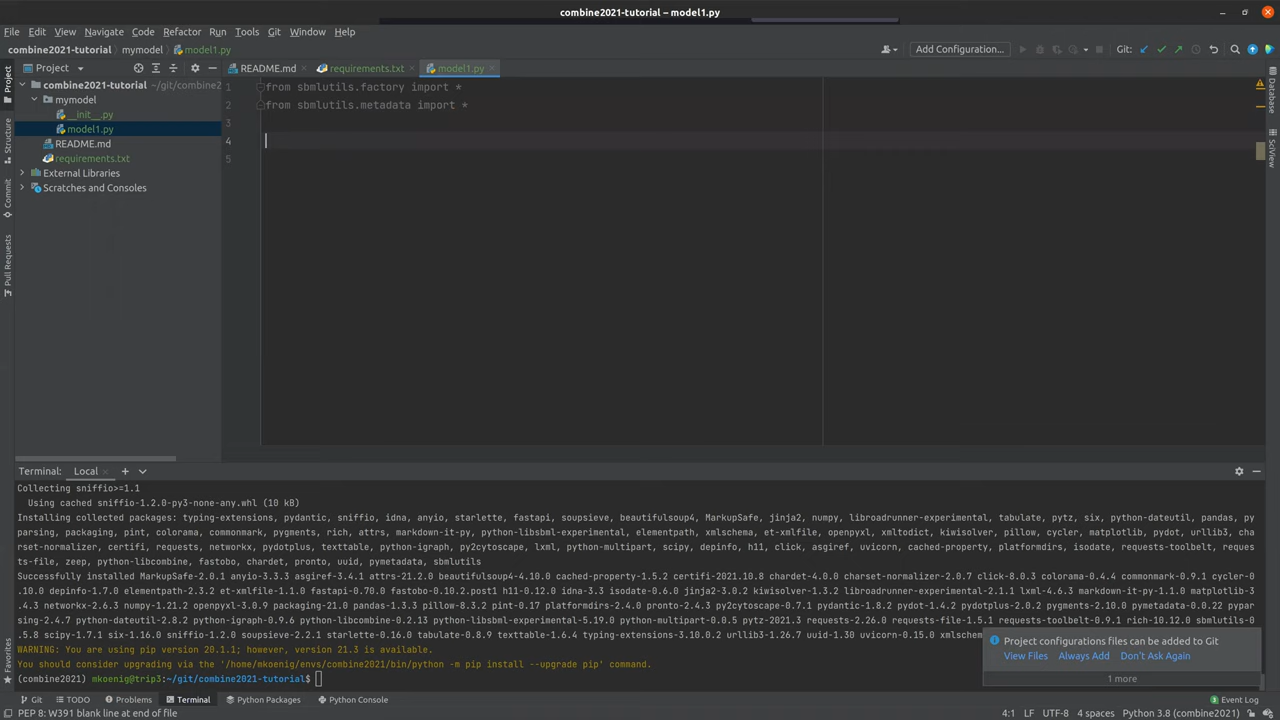 combine2021-tutorial – model1.py
File Edit View Navigate Code Refactor Run Tools Git Window Help
combine2021-tutorial mymodel model1.py Add Configuration... Git:
Project README.md requirements.txt model1.py
combine2021-tutorial ~/git/combine2
mymodel
__init__.py
model1.py
README.md
requirements.txt
External Libraries
Scratches and Consoles
1 from sbmlutils.factory import *
2 from sbmlutils.metadata import *
3
4
5
Project
Structure
Commit
Pull Requests
Favorites
Database
SciView
Terminal: Local
Collecting sniffio>=1.1
Using cached sniffio-1.2.0-py3-none-any.whl (10 kB)
Installing collected packages: typing-extensions, pydantic, sniffio, idna, anyio, starlette, fastapi, soupsieve, beautifulsoup4, MarkupSafe, jinja2, numpy, libroadrunner-experimental, tabulate, pytz, six, python-dateutil, pandas, py
parsing, packaging, pint, colorama, commonmark, pygments, rich, attrs, markdown-it-py, python-libsbml-experimental, elementpath, xmlschema, et-xmlfile, openpyxl, xmltodict, kiwisolver, pillow, cycler, matplotlib, pydot, urllib3, cha
rset-normalizer, certifi, requests, networkx, pydotplus, texttable, python-igraph, py2cytoscape, lxml, python-multipart, scipy, depinfo, h11, click, asgiref, uvicorn, cached-property, platformdirs, isodate, requests-toolbelt, reques
ts-file, zeep, python-libcombine, fastobo, chardet, pronto, uuid, pymetadata, sbmlutils
Successfully installed MarkupSafe-2.0.1 anyio-3.3.3 asgiref-3.4.1 attrs-21.2.0 beautifulsoup4-4.10.0 cached-property-1.5.2 certifi-2021.10.8 chardet-4.0.0 charset-normalizer-2.0.7 click-8.0.3 colorama-0.4.4 commonmark-0.9.1 cycler-0
.10.0 depinfo-1.7.0 elementpath-2.3.2 et-xmlfile-1.1.0 fastapi-0.70.0 fastobo-0.10.2.post1 h11-0.12.0 idna-3.3 isodate-0.6.0 jinja2-3.0.2 kiwisolver-1.3.2 libroadrunner-experimental-2.1.1 lxml-4.6.3 markdown-it-py-1.1.0 matplotlib-3
.4.3 networkx-2.6.3 numpy-1.21.2 openpyxl-3.0.9 packaging-21.0 pandas-1.3.3 pillow-8.3.2 pint-0.17 platformdirs-2.4.0 pronto-2.4.3 py2cytoscape-0.7.1 pydantic-1.8.2 pydot-1.4.2 pydotplus-2.0.2 pygments-2.10.0 pymetadata-0.0.22 pypar
sing-2.4.7 python-dateutil-2.8.2 python-igraph-0.9.6 python-libcombine-0.2.13 python-libsbml-experimental-5.19.0 python-multipart-0.0.5 pytz-2021.3 requests-2.26.0 requests-file-1.5.1 requests-toolbelt-0.9.1 rich-10.12.0 sbmlutils-0
.5.8 scipy-1.7.1 six-1.16.0 sniffio-1.2.0 soupsieve-2.2.1 starlette-0.16.0 tabulate-0.8.9 texttable-1.6.4 typing-extensions-3.10.0.2 urllib3-1.26.7 uuid-1.30 uvicorn-0.15.0
WARNING: You are using pip version 20.1.1; however, version 21.3 is available.
You should consider upgrading via the '/home/mkoenig/envs/combine2021/bin/python -m pip install --upgrade pip' command.
(combine2021) mkoenig@trip3:~/git/combine2021-tutorial$
Project configurations files can be added to Git
View Files Always Add Don't Ask Again
1 more
Git TODO Problems Terminal Python Packages Python Console Event Log
PEP 8: W391 blank line at end of file 4:1 LF UTF-8 4 spaces Python 3.8 (combine2021)